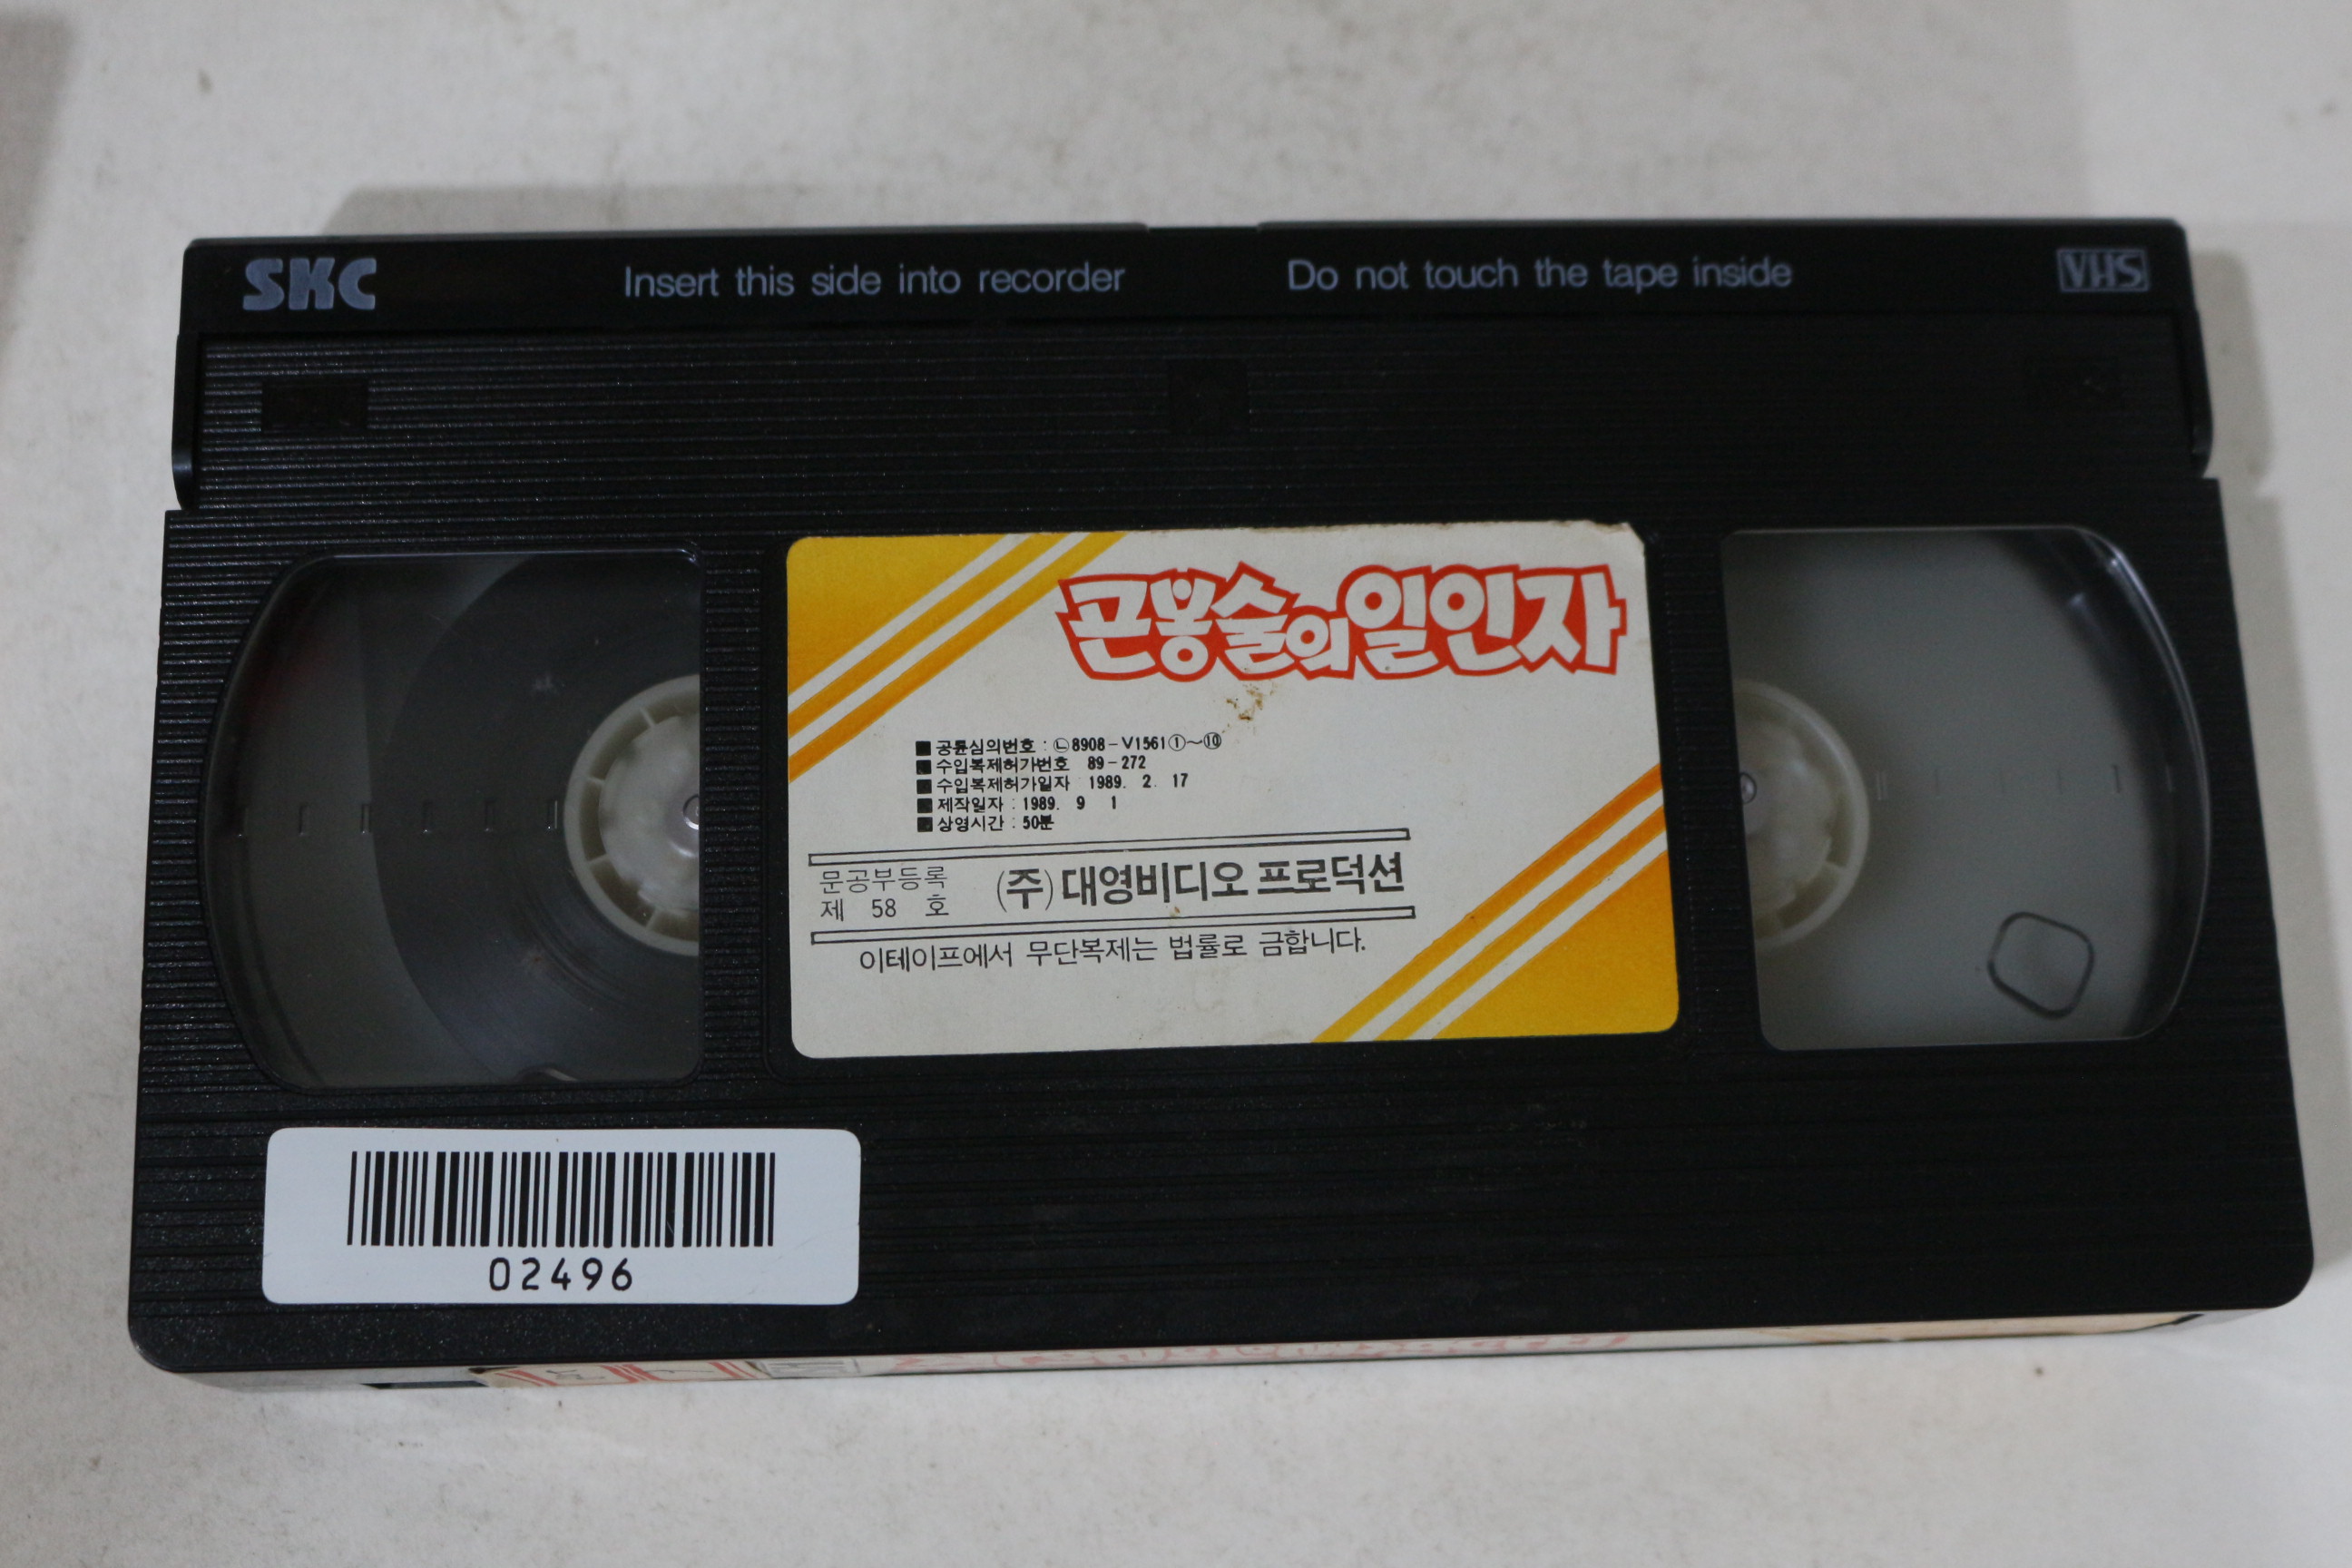 SKC Insert this side into recorder Do not touch the tape inside VHS
곤봉술의일인자
■ 공륜심의번호 : ㉡8908-V1561①~⑩
■ 수입복제허가번호 89-272
■ 수입복제허가일자 1989. 2. 17
■ 제작일자 : 1989. 9 1
■ 상영시간 : 50분
문공부등록
제 58 호
(주)대영비디오 프로덕션
이테이프에서 무단복제는 법률로 금합니다.
02496